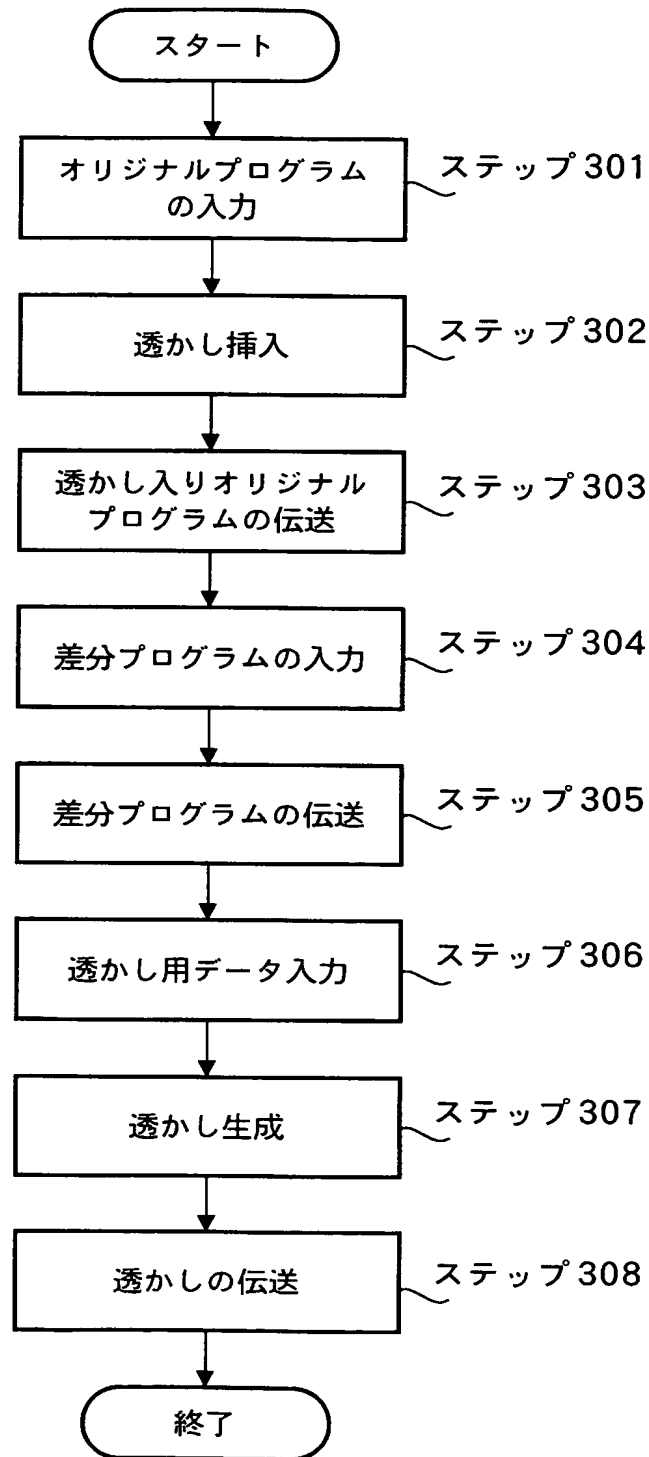 スタート
オリジナルプログラム
の入力
ステップ301
透かし挿入
ステップ302
透かし入りオリジナル
プログラムの伝送
ステップ303
差分プログラムの入力
ステップ304
差分プログラムの伝送
ステップ305
透かし用データ入力
ステップ306
透かし生成
ステップ307
透かしの伝送
ステップ308
終了